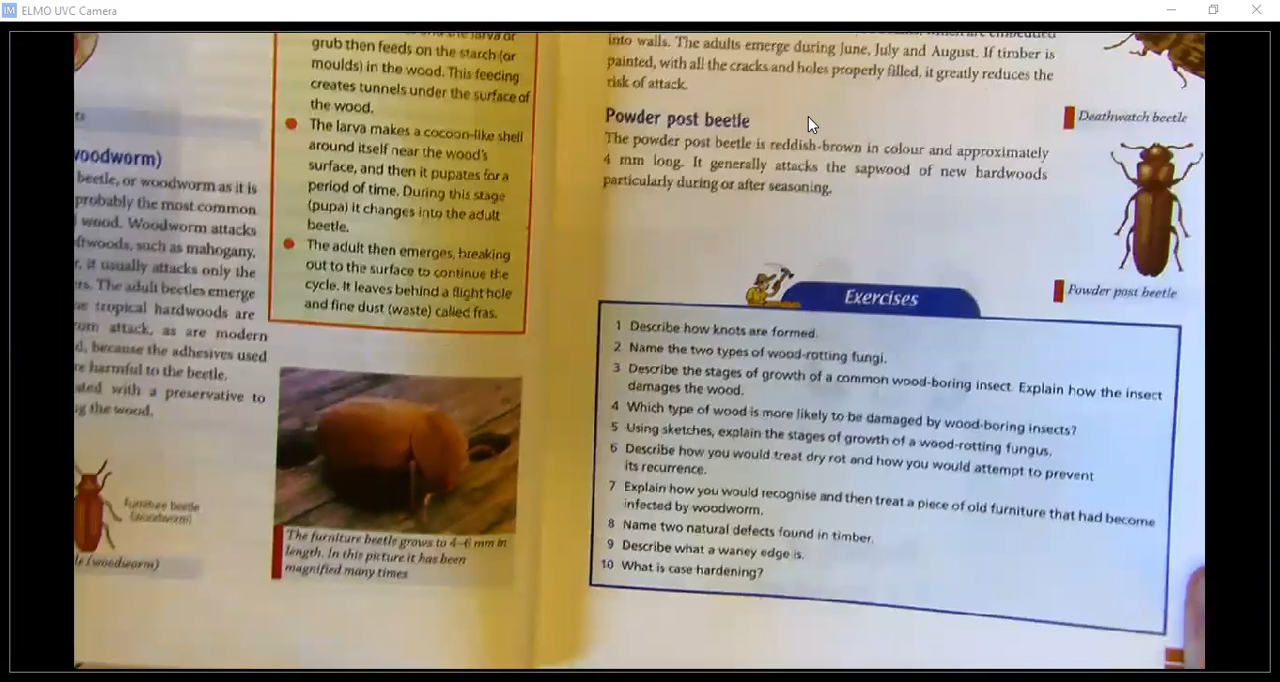 ELMO UVC Camera
grub then feeds on the starch (or
moulds) in the wood. This feeding
creates tunnels under the surface of
the wood.
The larva makes a cocoon-like shell
around itself near the wood's
surface, and then it pupates for a
period of time. During this stage
(pupa) it changes into the adult
beetle.
The adult then emerges, breaking
out to the surface to continue the
cycle. It leaves behind a flight hole
and fine dust (waste) called fras.
woodworm)
beetle, or woodworm as it is
probably the most common
wood. Woodworm attacks
such as mahogany,
it usually attacks only the
The adult beetles emerge
tropical hardwoods are
attack, as are modern
because the adhesives used
harmful to the beetle.
with a preservative to
the wood.
Furniture beetle
(woodworm)
(woodworm)
The furniture beetle grows to 4–6 mm in
length. In this picture it has been
magnified many times
into walls. The adults emerge during June, July and August. If timber is
painted, with all the cracks and holes properly filled, it greatly reduces the
risk of attack.
Deathwatch beetle
Powder post beetle
The powder post beetle is reddish-brown in colour and approximately
4 mm long. It generally attacks the sapwood of new hardwoods
particularly during or after seasoning.
Powder post beetle
Exercises
1 Describe how knots are formed.
2 Name the two types of wood-rotting fungi.
3 Describe the stages of growth of a common wood-boring insect. Explain how the insect
damages the wood.
4 Which type of wood is more likely to be damaged by wood-boring insects?
5 Using sketches, explain the stages of growth of a wood-rotting fungus.
6 Describe how you would treat dry rot and how you would attempt to prevent
its recurrence.
7 Explain how you would recognise and then treat a piece of old furniture that had become
infected by woodworm.
8 Name two natural defects found in timber.
9 Describe what a waney edge is.
10 What is case hardening?